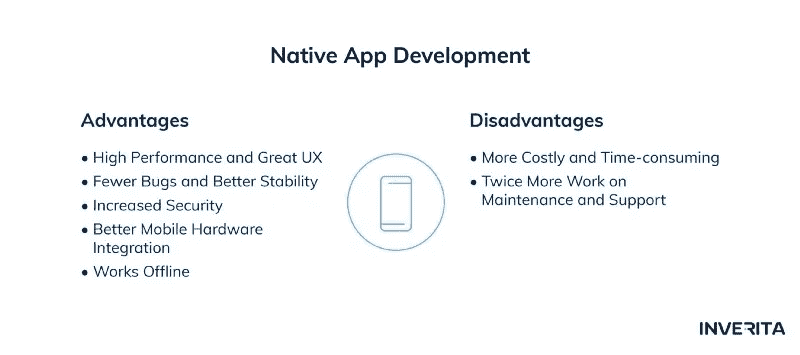 Native App Development
Advantages
• High Performance and Great UX
• Fewer Bugs and Better Stability
• Increased Security
• Better Mobile Hardware
Integration
• Works Offline
Disadvantages
• More Costly and Time-consuming
• Twice More Work on
Maintenance and Support
INVERITA